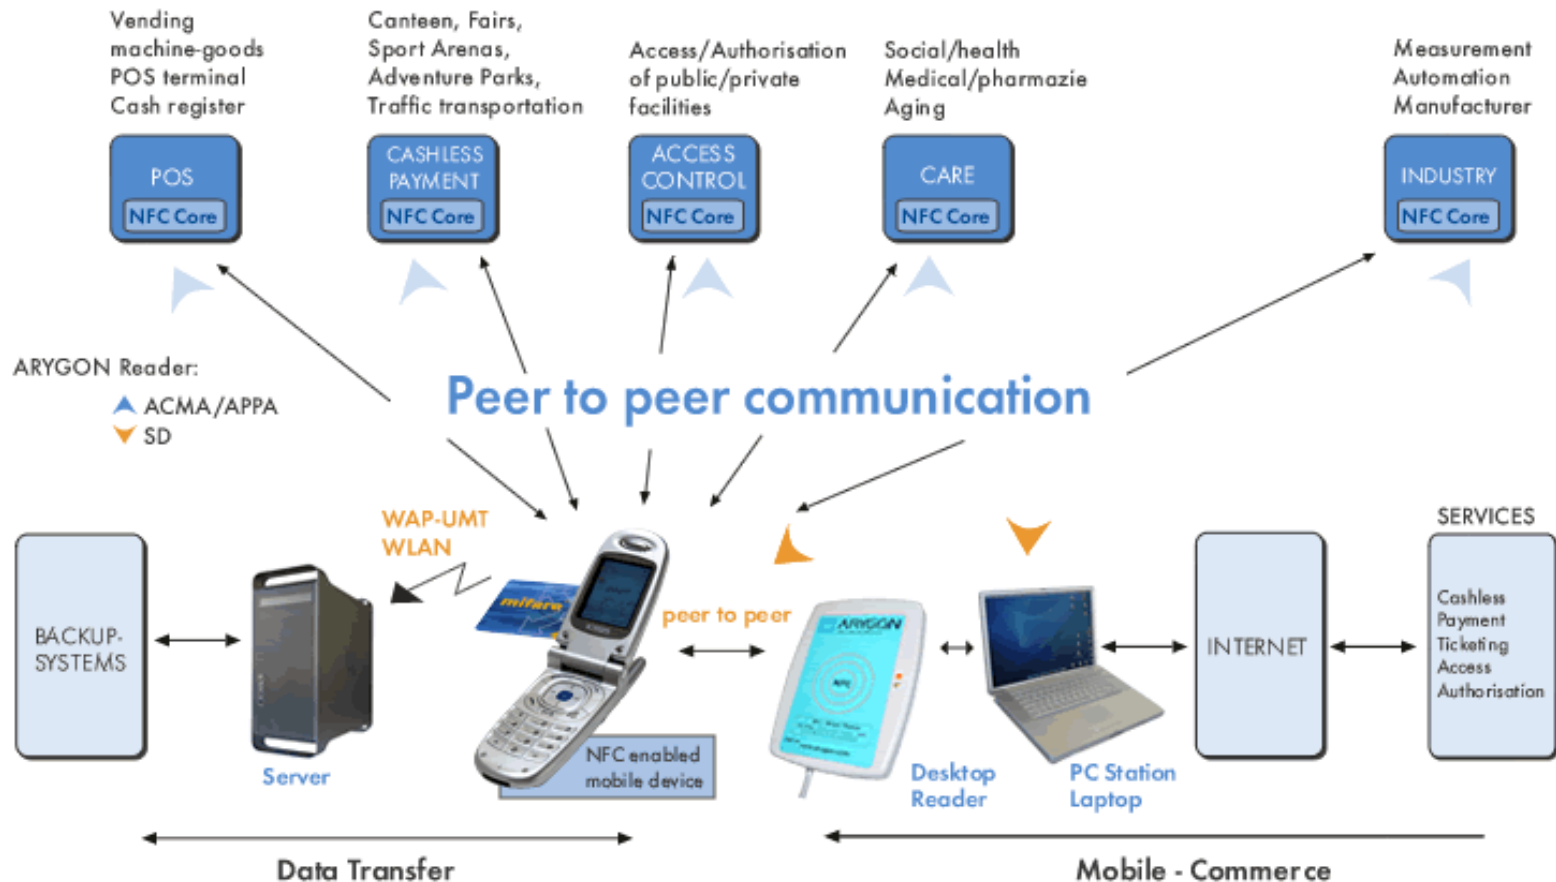 Vending
machine-goods
POS terminal
Cash register
Canteen, Fairs,
Sport Arenas,
Adventure Parks,
Traffic transportation
Access/Authorisation
of public/private
facilities
Social/health
Medical/pharmazie
Aging
Measurement
Automation
Manufacturer
POS
NFC Core
CASHLESS
PAYMENT
NFC Core
ACCESS
CONTROL
NFC Core
CARE
NFC Core
INDUSTRY
NFC Core
ARYGON Reader:
ACMA/APPA
SD
Peer to peer communication
WAP-UMT
WLAN
BACKUP-
SYSTEMS
Server
peer to peer
NFC enabled
mobile device
ARYGON
NFC
Desktop
Reader
PC Station
Laptop
INTERNET
SERVICES
Cashless
Payment
Ticketing
Access
Authorisation
Data Transfer
Mobile - Commerce